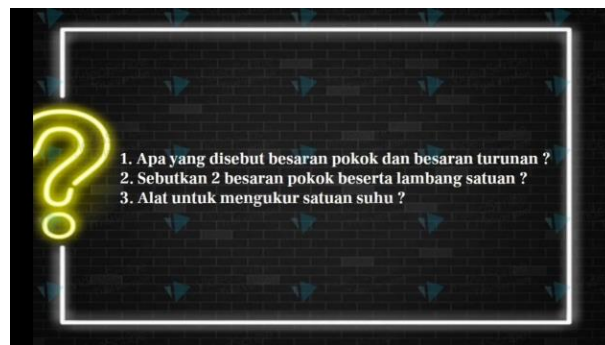 1. Apa yang disebut besaran pokok dan besaran turunan ?
2. Sebutkan 2 besaran pokok beserta lambang satuan ?
3. Alat untuk mengukur satuan suhu ?